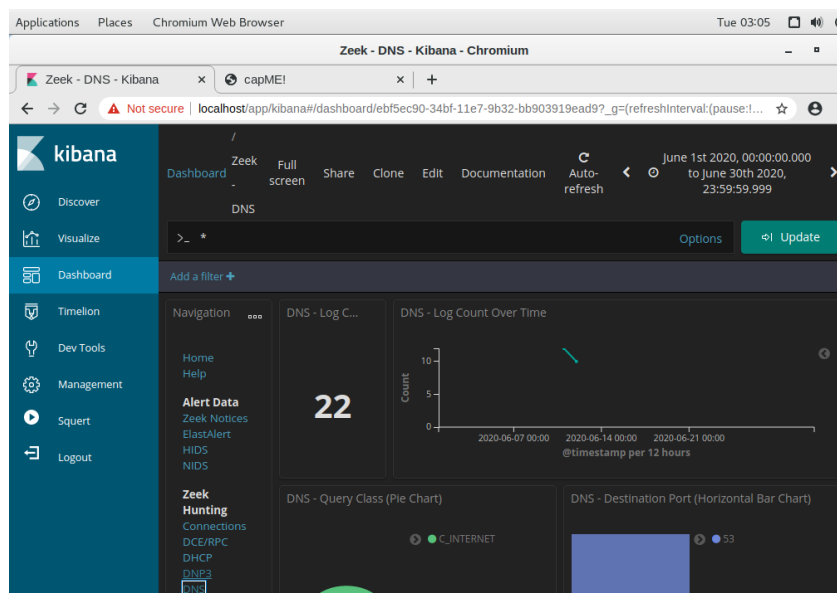 Applications Places Chromium Web Browser Tue 03:05
Zeek - DNS - Kibana - Chromium
Zeek - DNS - Kibana × capME! × +
Not secure | localhost/app/kibana#/dashboard/ebf5ec90-34bf-11e7-9b32-bb903919ead9?_g=(refreshInterval:(pause:!...
kibana
Discover
Visualize
Dashboard
Timelion
Dev Tools
Management
Squert
Logout
Dashboard / Zeek - DNS
Full screen
Share
Clone
Edit
Documentation
Auto-refresh
June 1st 2020, 00:00:00.000
to June 30th 2020,
23:59:59.999
>_ *
Options
Update
Add a filter +
Navigation
Home
Help
Alert Data
Zeek Notices
ElastAlert
HIDS
NIDS
Zeek
Hunting
Connections
DCE/RPC
DHCP
DNP3
DNS
DNS - Log C...
22
DNS - Log Count Over Time
Count
10
5
0
2020-06-07 00:00 2020-06-14 00:00 2020-06-21 00:00
@timestamp per 12 hours
DNS - Query Class (Pie Chart)
C_INTERNET
DNS - Destination Port (Horizontal Bar Chart)
53